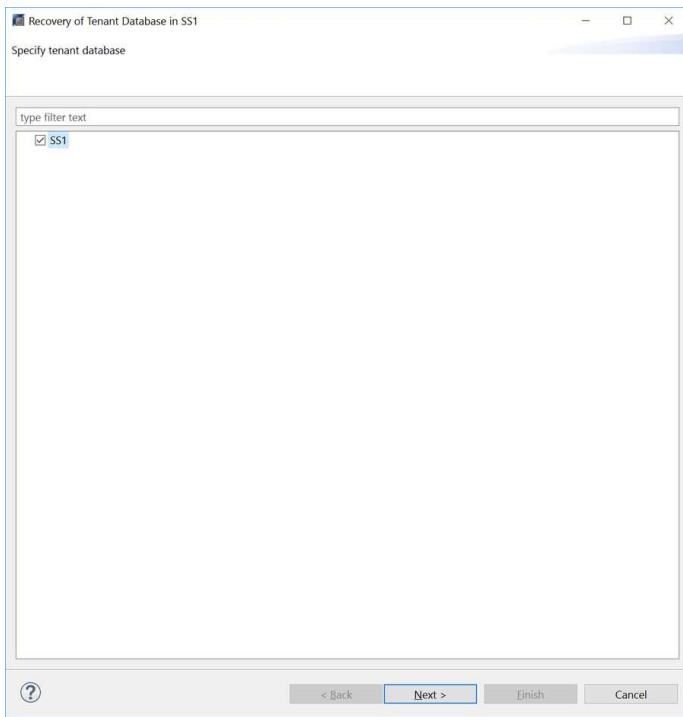 Recovery of Tenant Database in SS1
Specify tenant database
type filter text
SS1
? < Back Next > Finish Cancel